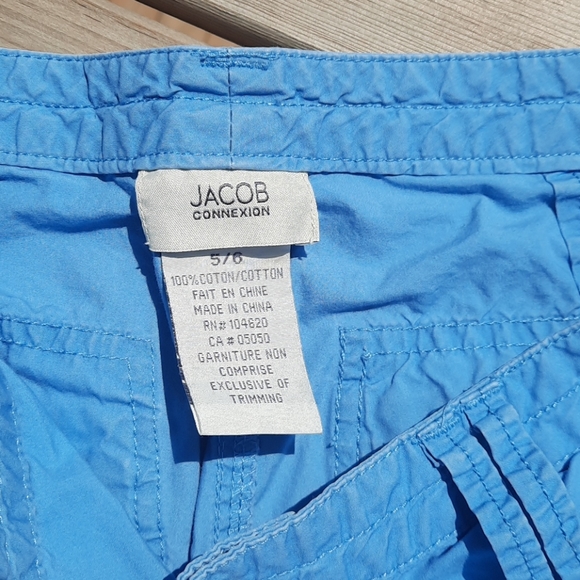 JACOB
CONNEXION
5/6
100% COTON/COTTON
FAIT EN CHINE
MADE IN CHINA
RN# 104620
CA # 05050
GARNITURE NON
COMPRISE
EXCLUSIVE OF
TRIMMING